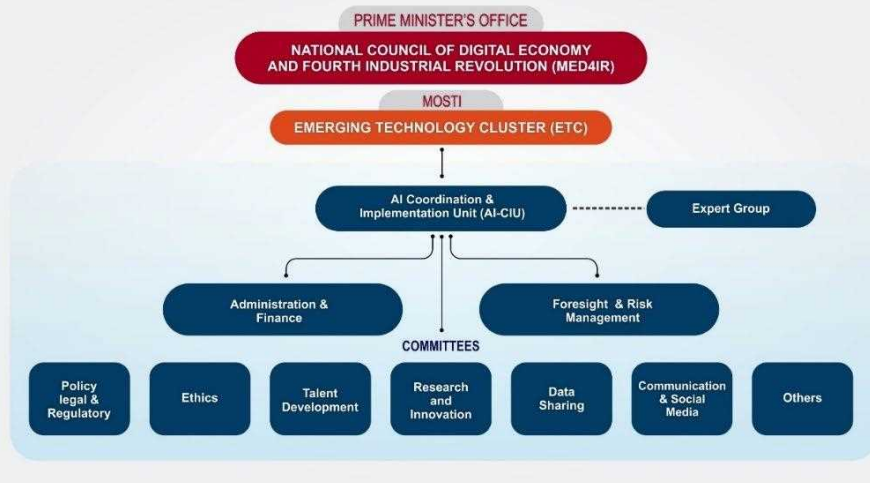 PRIME MINISTER'S OFFICE
NATIONAL COUNCIL OF DIGITAL ECONOMY
AND FOURTH INDUSTRIAL REVOLUTION (MED4IR)
MOSTI
EMERGING TECHNOLOGY CLUSTER (ETC)
AI Coordination &
Implementation Unit (AI-CIU)
Expert Group
Administration &
Finance
Foresight & Risk
Management
COMMITTEES
Policy
legal &
Regulatory
Ethics
Talent
Development
Research
and
Innovation
Data
Sharing
Communication
& Social
Media
Others